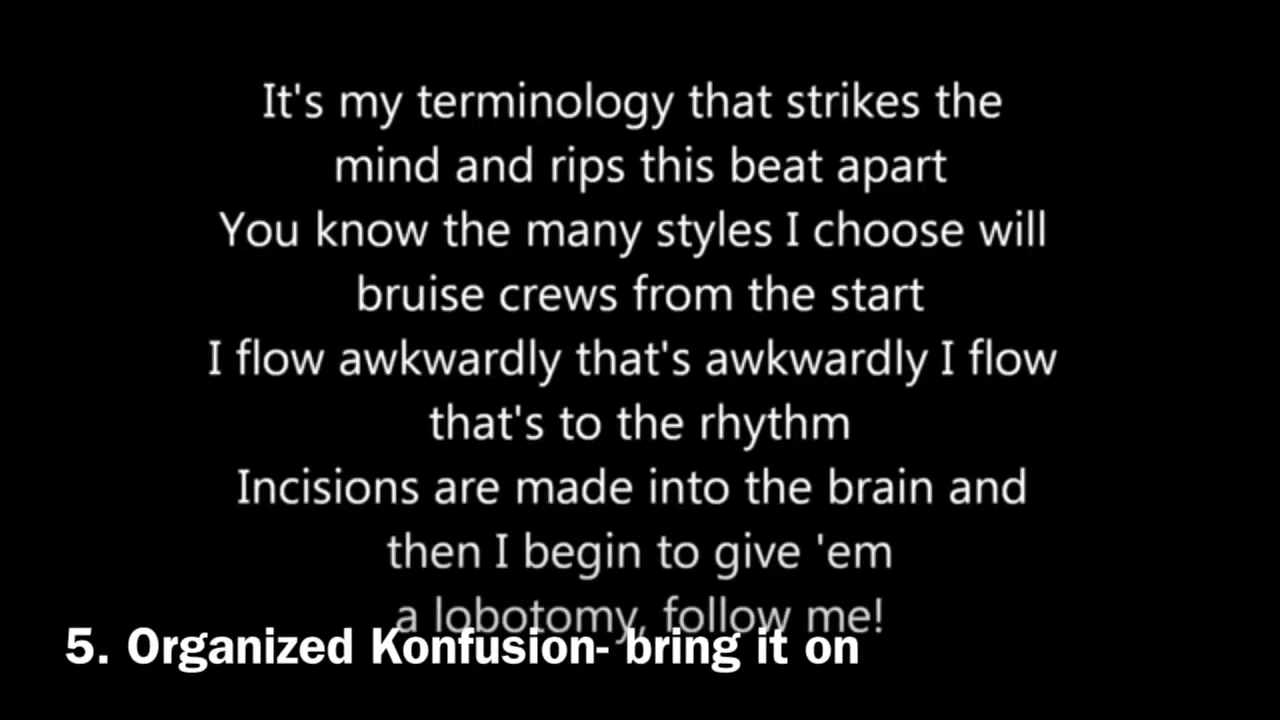 It's my terminology that strikes the
mind and rips this beat apart
You know the many styles I choose will
bruise crews from the start
I flow awkwardly that's awkwardly I flow
that's to the rhythm
Incisions are made into the brain and
then I begin to give 'em
a lobotomy, follow me!
5. Organized Konfusion- bring it on